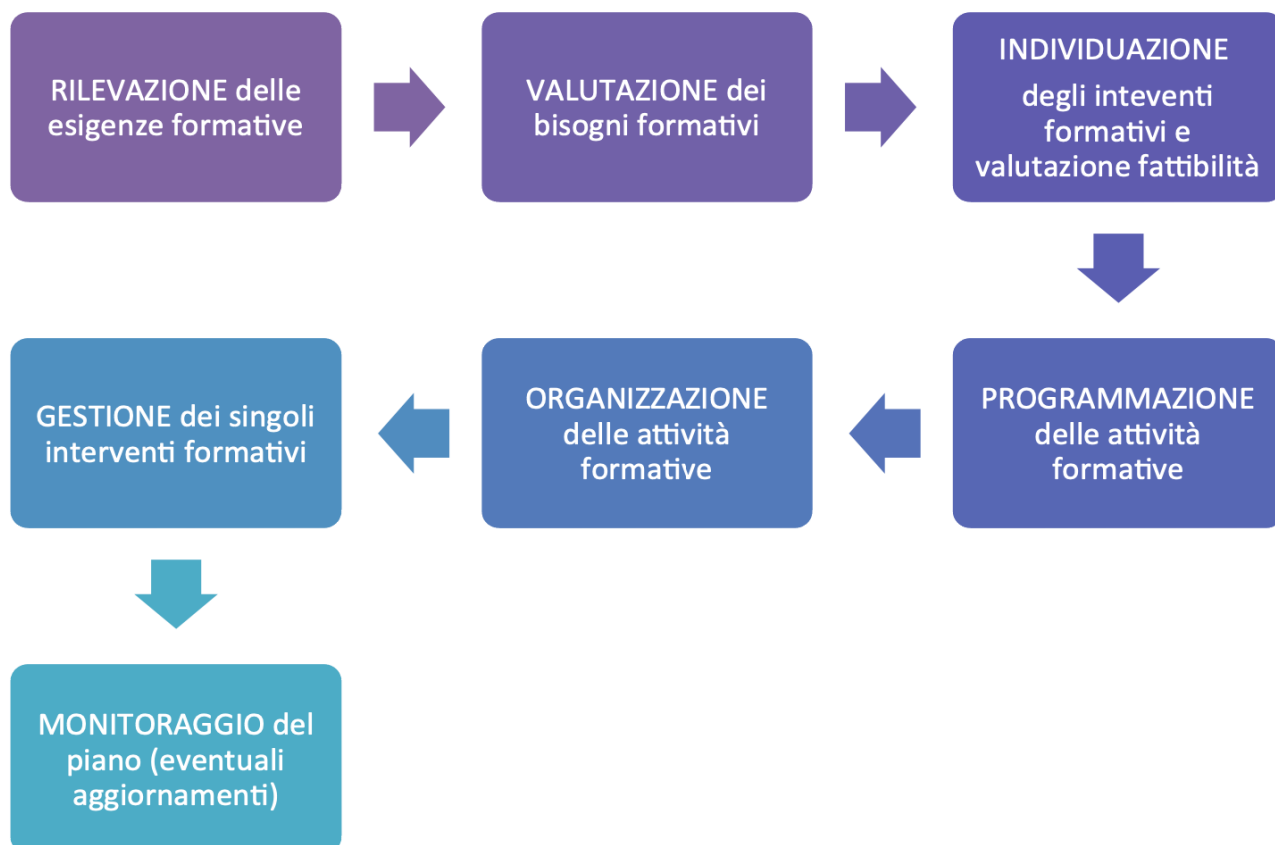 RILEVAZIONE delle
esigenze formative
VALUTAZIONE dei
bisogni formativi
INDIVIDUAZIONE
degli inteventi
formativi e
valutazione fattibilità
PROGRAMMAZIONE
delle attività
formative
ORGANIZZAZIONE
delle attività
formative
GESTIONE dei singoli
interventi formativi
MONITORAGGIO del
piano (eventuali
aggiornamenti)